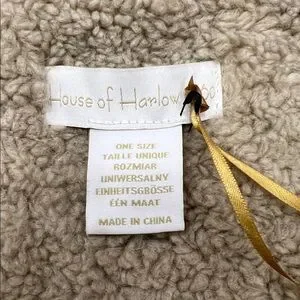 House of Harlow
ONE SIZE
TAILLE UNIQUE
ROZMIAR
UNIWERSALNY
EINHEITSGRÖSSE
ÉÉN MAAT
MADE IN CHINA